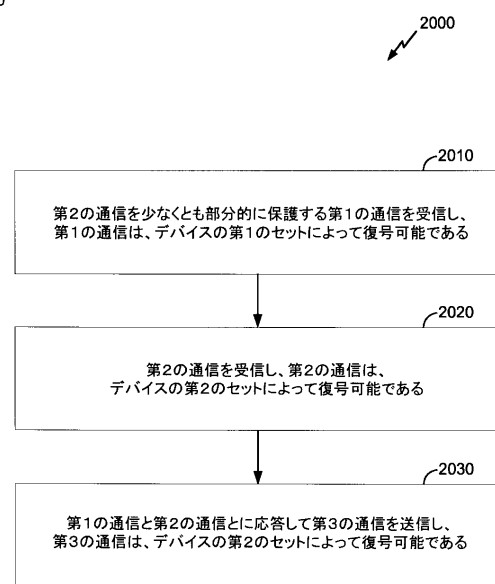 2000
2010
第2の通信を少なくとも部分的に保護する第1の通信を受信し、
第1の通信は、デバイスの第1のセットによって復号可能である
2020
第2の通信を受信し、第2の通信は、
デバイスの第2のセットによって復号可能である
2030
第1の通信と第2の通信とに応答して第3の通信を送信し、
第3の通信は、デバイスの第2のセットによって復号可能である